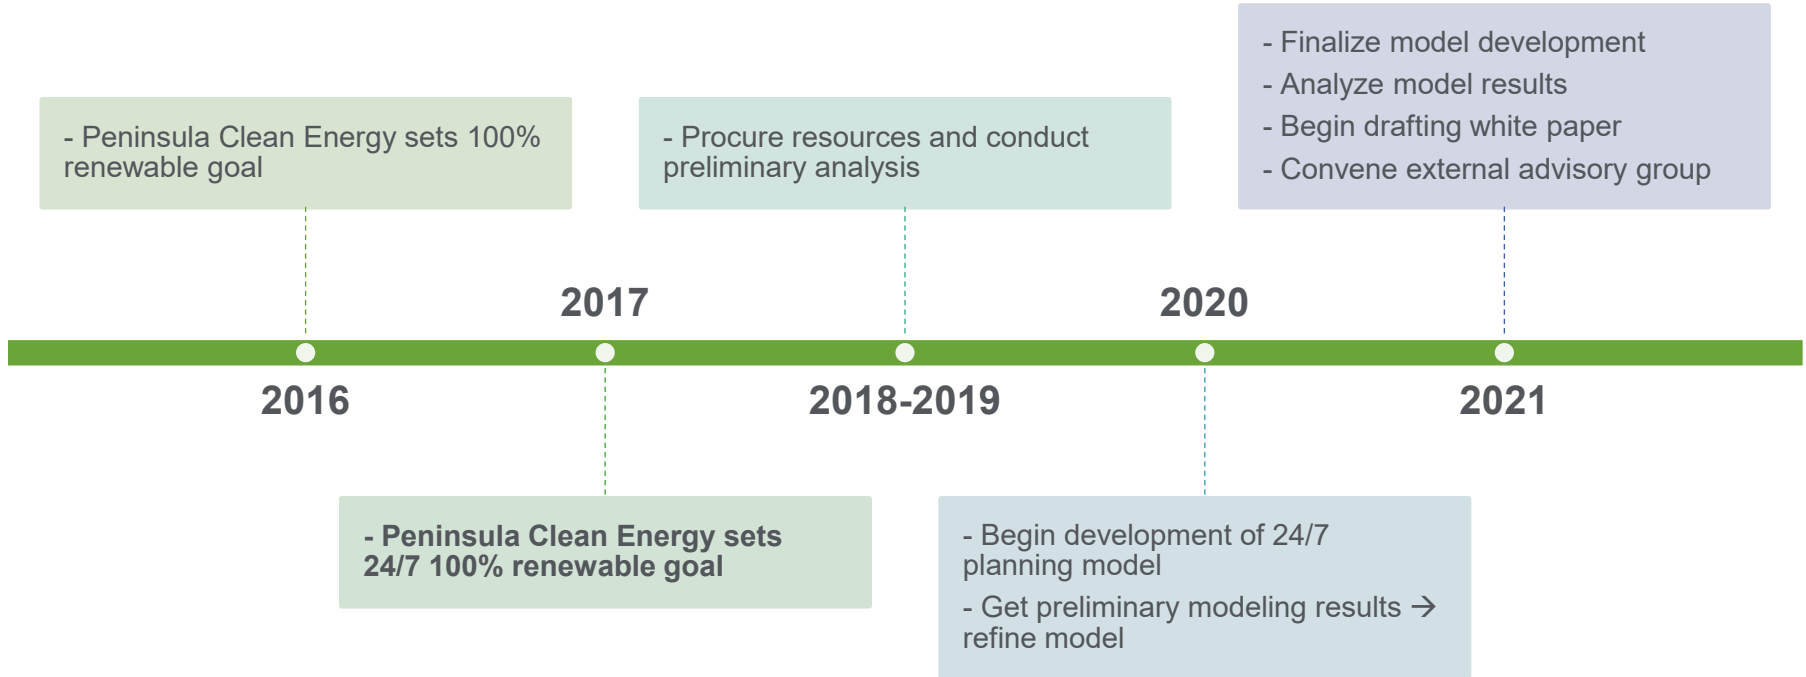 - Peninsula Clean Energy sets 100%
renewable goal
2016
2017
- Peninsula Clean Energy sets
24/7 100% renewable goal
- Procure resources and conduct
preliminary analysis
2018-2019
2020
- Begin development of 24/7
planning model
- Get preliminary modeling results →
refine model
- Finalize model development
- Analyze model results
- Begin drafting white paper
- Convene external advisory group
2021